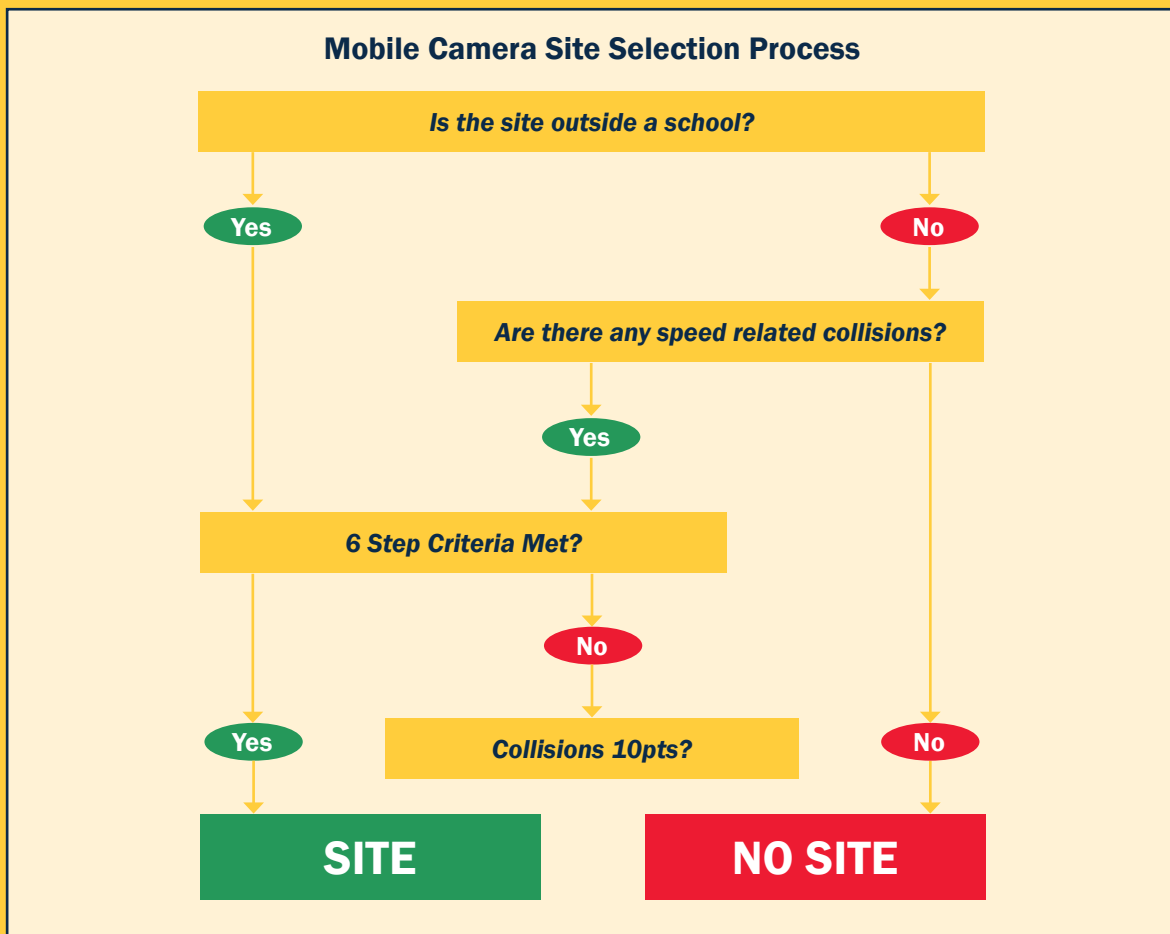 Mobile Camera Site Selection Process
Is the site outside a school?
Yes
No
Are there any speed related collisions?
Yes
6 Step Criteria Met?
No
Yes
Collisions 10pts?
No
SITE
NO SITE